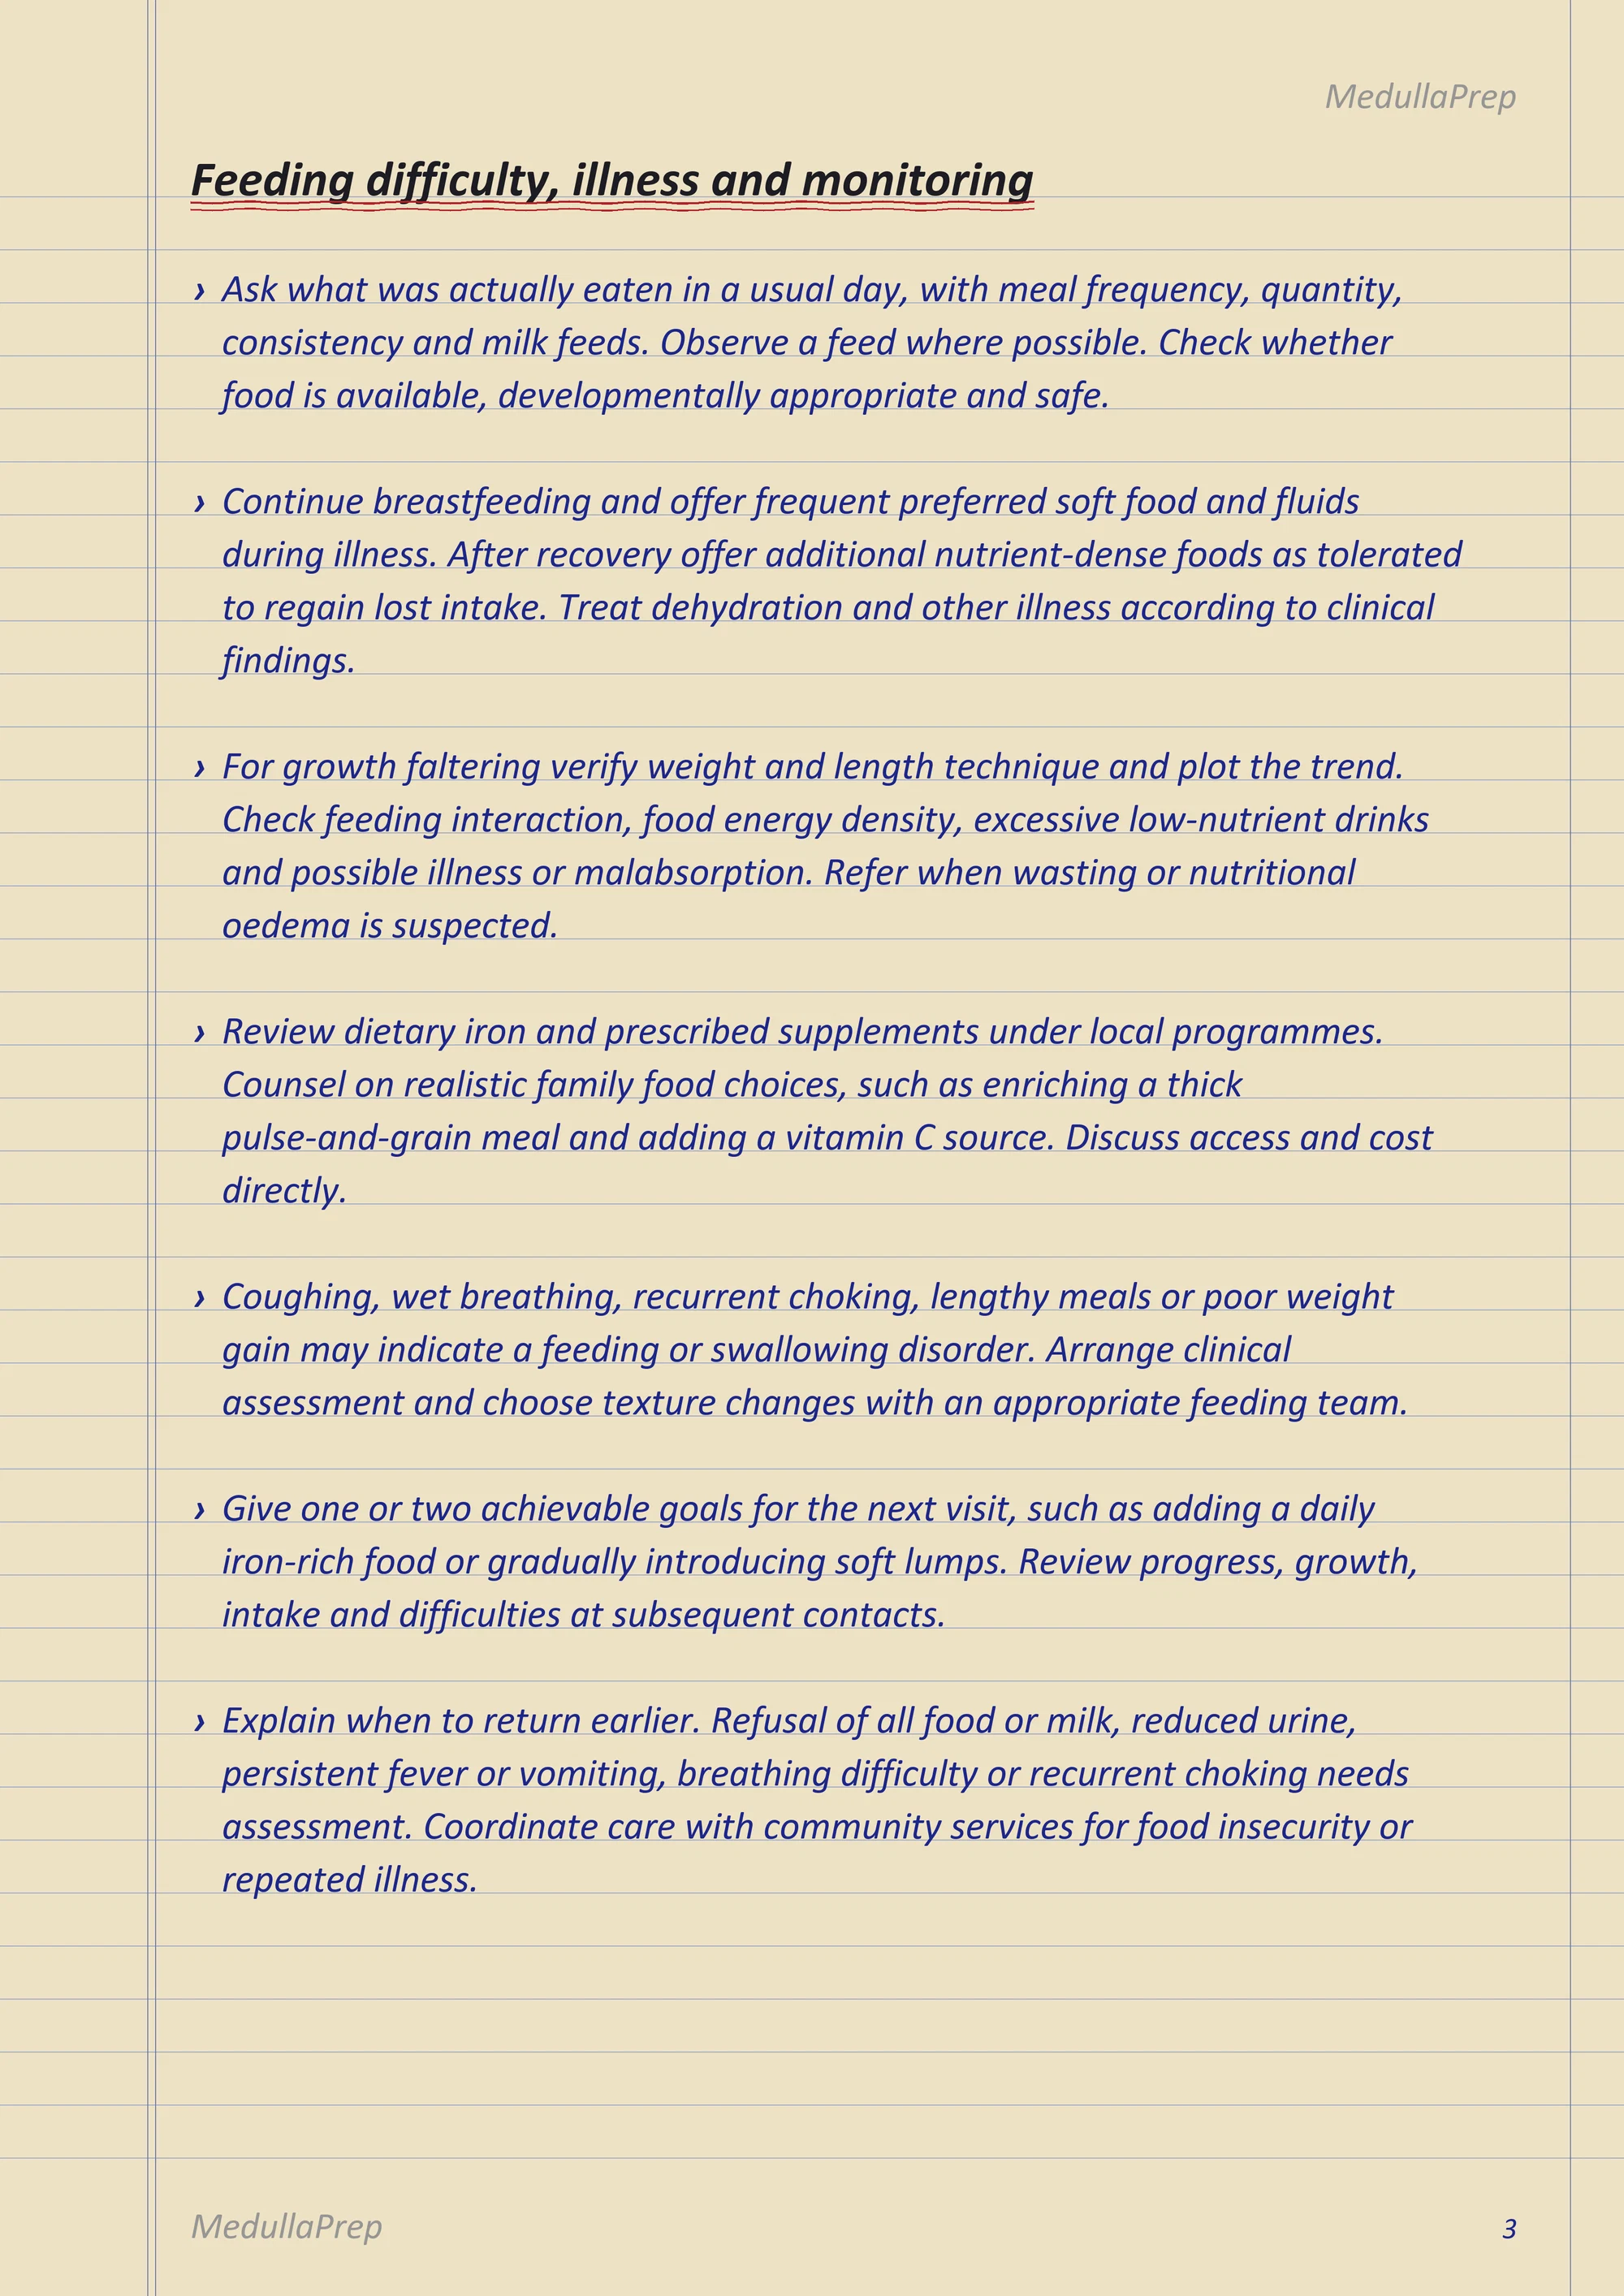 MedullaPrep
Feeding difficulty, illness and monitoring
› Ask what was actually eaten in a usual day, with meal frequency, quantity,
consistency and milk feeds. Observe a feed where possible. Check whether
food is available, developmentally appropriate and safe.
› Continue breastfeeding and offer frequent preferred soft food and fluids
during illness. After recovery offer additional nutrient-dense foods as tolerated
to regain lost intake. Treat dehydration and other illness according to clinical
findings.
› For growth faltering verify weight and length technique and plot the trend.
Check feeding interaction, food energy density, excessive low-nutrient drinks
and possible illness or malabsorption. Refer when wasting or nutritional
oedema is suspected.
› Review dietary iron and prescribed supplements under local programmes.
Counsel on realistic family food choices, such as enriching a thick
pulse-and-grain meal and adding a vitamin C source. Discuss access and cost
directly.
› Coughing, wet breathing, recurrent choking, lengthy meals or poor weight
gain may indicate a feeding or swallowing disorder. Arrange clinical
assessment and choose texture changes with an appropriate feeding team.
› Give one or two achievable goals for the next visit, such as adding a daily
iron-rich food or gradually introducing soft lumps. Review progress, growth,
intake and difficulties at subsequent contacts.
› Explain when to return earlier. Refusal of all food or milk, reduced urine,
persistent fever or vomiting, breathing difficulty or recurrent choking needs
assessment. Coordinate care with community services for food insecurity or
repeated illness.
MedullaPrep
3